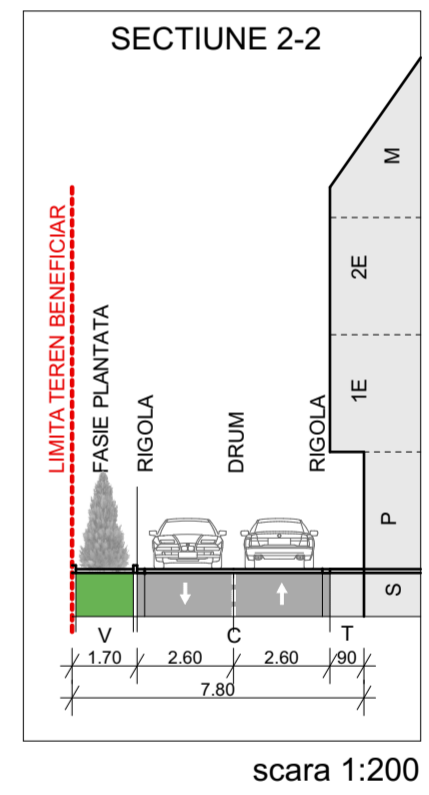 SECTIUNE 2-2
LIMITA TEREN BENEFICIAR
FASIE PLANTATA
RIGOLA
DRUM
RIGOLA
M
2E
1E
P
S
V C T
1.70 2.60 2.60 90
7.80
scara 1:200